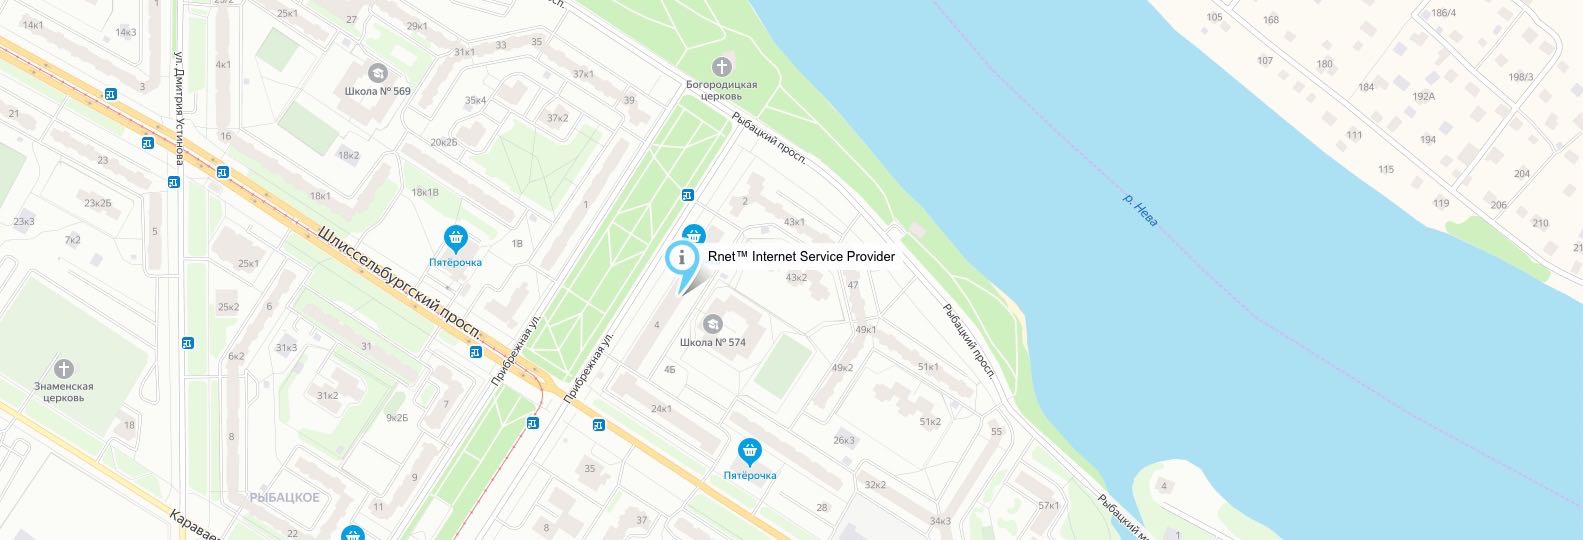 105
168
186/4
25/2
25к1
27
29к1
просп.
14к1
14к3
1
33
35
31к1
107
180
198/3
4к1
37к1
Школа № 569
35к4
39
Богородицкая
церковь
184
192А
3
21
ул. Дмитрия Устинова
16
20к2Б
37к2
Рыбацкий просп.
111
194
18к2
23
115
204
18к1
18к1В
1
2
43к1
119
206
210
р. Нева
23к2Б
23к3
7к2
5
Шлиссельбургский просп.
1В
Пятёрочка
25к1
Rnet™ Internet Service Provider
43к2
47
25к2
6
4
Школа № 574
49к1
Рыбацкий просп.
31
6к2
Прибрежная ул.
Прибрежная ул.
4Б
49к2
51к1
Знаменская
церковь
31к2
7
9к2Б
24к1
51к2
18
8
26к3
55
Пятёрочка
9
35
32к2
4
РЫБАЦКОЕ
11
28
57к1
Рыбацкий
Караваев
8
37
34к3
1